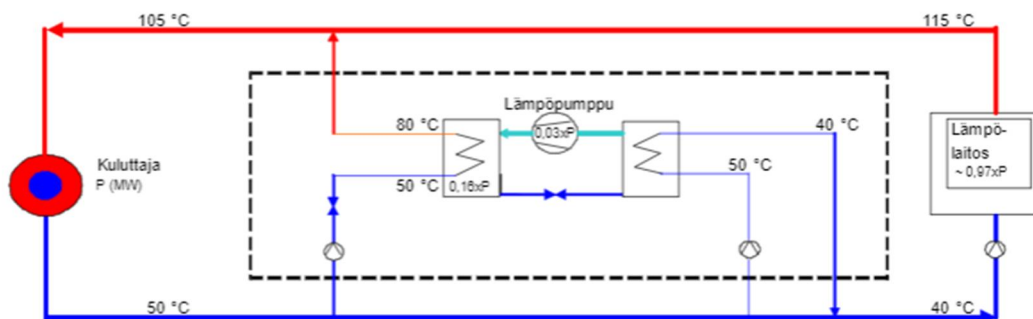 105 °C
115 °C
Lämpöpumppu
80 °C
0,03xP
40 °C
Kuluttaja
P (MW)
50 °C
0,16xP
50 °C
Lämpö-
laitos
~ 0,97xP
50 °C
40 °C